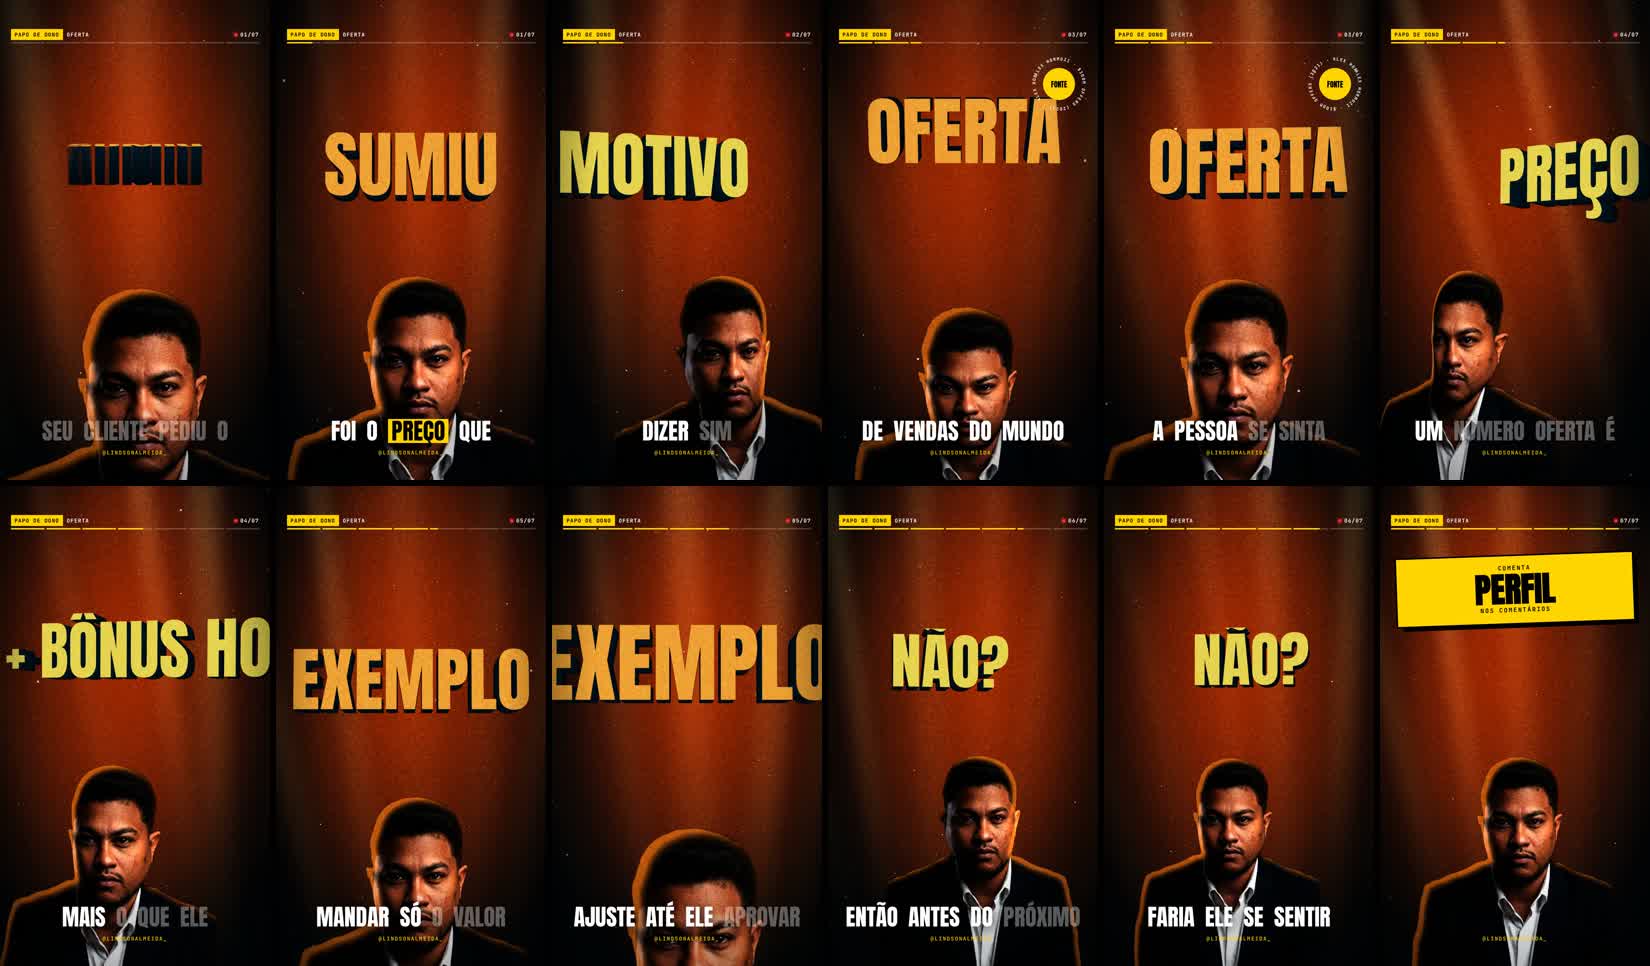 PAPO DE DONO OFERTA 01/07
SEU CLIENTE PEDIU O
PAPO DE DONO OFERTA 01/07
SUMIU
FOI O PREÇO QUE
@LINDSONALMEIDA_
PAPO DE DONO OFERTA 02/07
MOTIVO
DIZER SIM
@LINDSONALMEIDA_
PAPO DE DONO OFERTA 03/07
FONTE
OFERTA
DE VENDAS DO MUNDO
@LINDSONALMEIDA_
PAPO DE DONO OFERTA 03/07
FONTE
OFERTA
A PESSOA SE SINTA
@LINDSONALMEIDA_
PAPO DE DONO OFERTA 04/07
PREÇO
UM NÚMERO OFERTA É
@LINDSONALMEIDA_
PAPO DE DONO OFERTA 04/07
+ BÔNUS HO
MAIS O QUE ELE
@LINDSONALMEIDA_
PAPO DE DONO OFERTA 05/07
EXEMPLO
MANDAR SÓ O VALOR
@LINDSONALMEIDA_
PAPO DE DONO OFERTA 05/07
EXEMPLO
AJUSTE ATÉ ELE APROVAR
@LINDSONALMEIDA_
PAPO DE DONO OFERTA 06/07
NÃO?
ENTÃO ANTES DO PRÓXIMO
@LINDSONALMEIDA_
PAPO DE DONO OFERTA 06/07
NÃO?
FARIA ELE SE SENTIR
@LINDSONALMEIDA_
PAPO DE DONO OFERTA 07/07
COMENTA
PERFIL
NOS COMENTÁRIOS
@LINDSONALMEIDA_